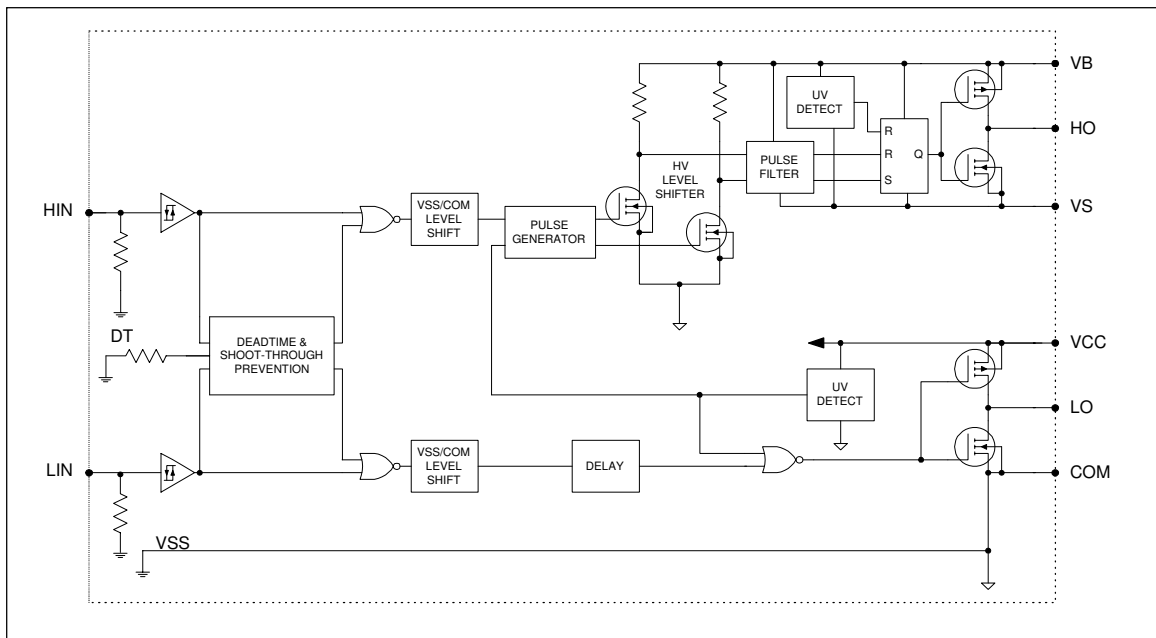 VB
UV
DETECT
R
HO
R
Q
PULSE
FILTER
HV
LEVEL
SHIFTER
S
HIN
VSS/COM
LEVEL
SHIFT
PULSE
GENERATOR
VS
DT
DEADTIME &
SHOOT-THROUGH
PREVENTION
VCC
UV
DETECT
LO
LIN
VSS/COM
LEVEL
SHIFT
DELAY
COM
VSS